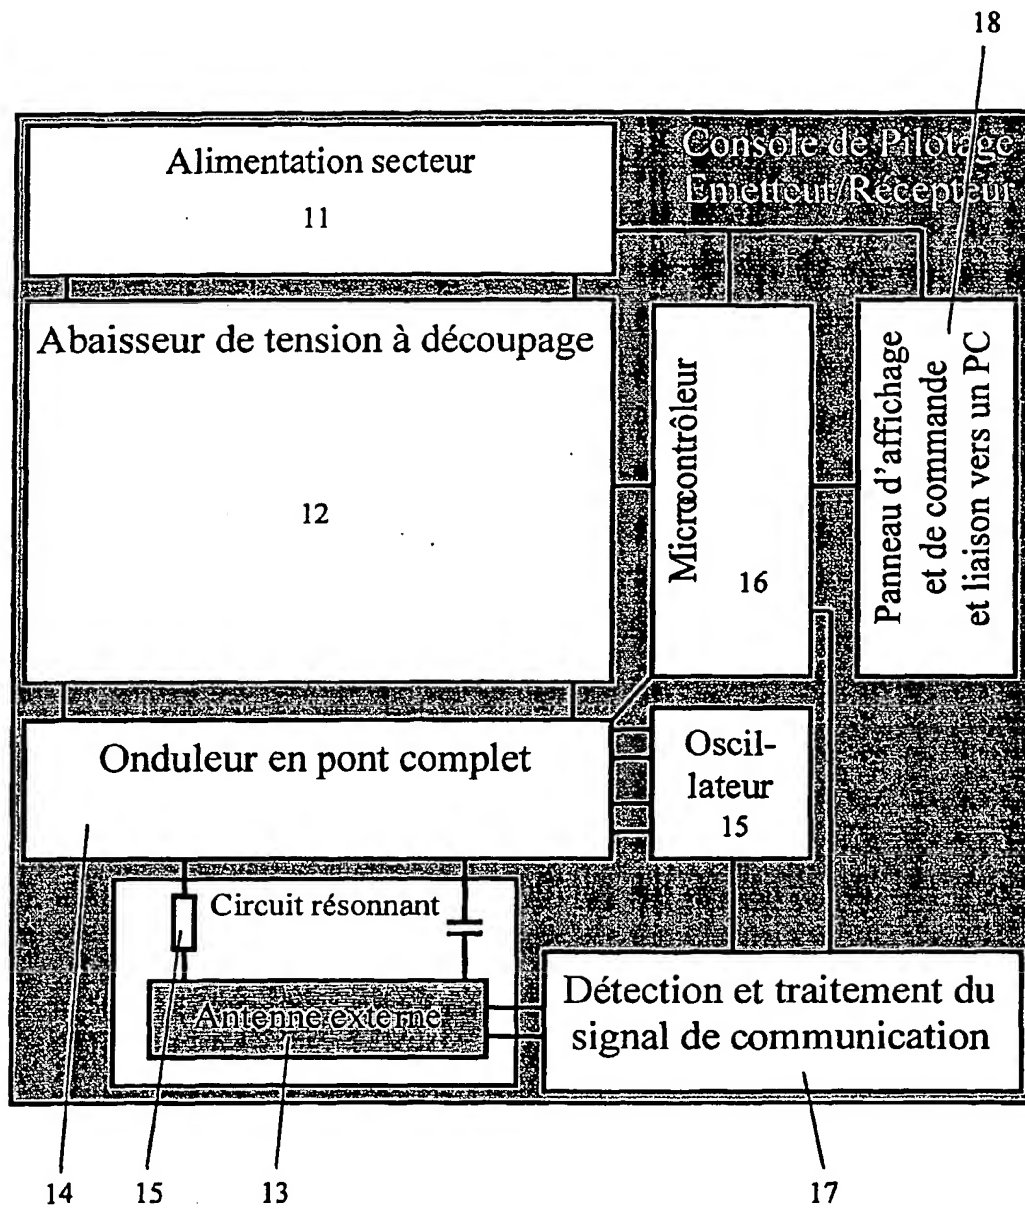 18
Alimentation secteur
11
Console de Pilotage
Emetteur/Récepteur
Abaisseur de tension à découpage
12
Microcontrôleur
16
Panneau d'affichage
et de commande
et liaison vers un PC
Onduleur en pont complet
Oscil-
lateur
15
Circuit résonnant
Antenne externe
Détection et traitement du
signal de communication
14
15
13
17